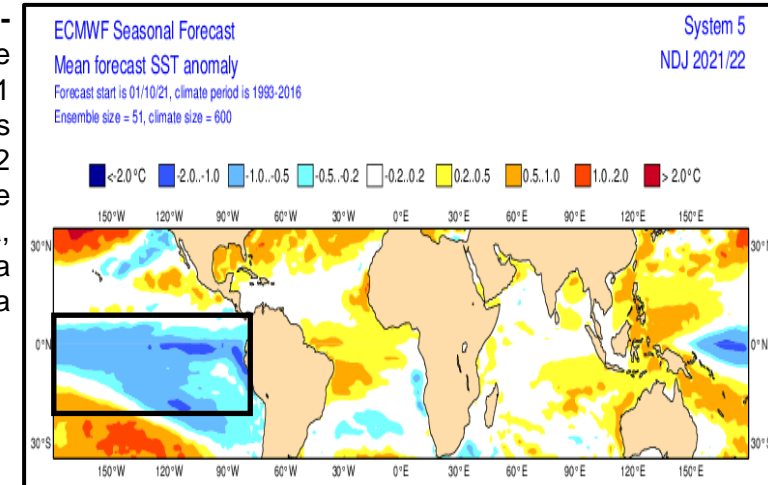 -
e
1
s
2
e
,
a
a
ECMWF Seasonal Forecast
System 5
Mean forecast SST anomaly
NDJ 2021/22
Forecast start is 01/10/21, climate period is 1993-2016
Ensemble size = 51, climate size = 600
<-2.0°C -2.0..-1.0 -1.0..-0.5 -0.5..-0.2 -0.2..0.2 0.2..0.5 0.5..1.0 1.0..2.0 > 2.0°C
150°W 120°W 90°W 60°W 30°W 0°E 30°E 60°E 90°E 120°E 150°E
30°N 30°N
0°N 0°N
30°S 30°S
150°W 120°W 90°W 60°W 30°W 0°E 30°E 60°E 90°E 120°E 150°E